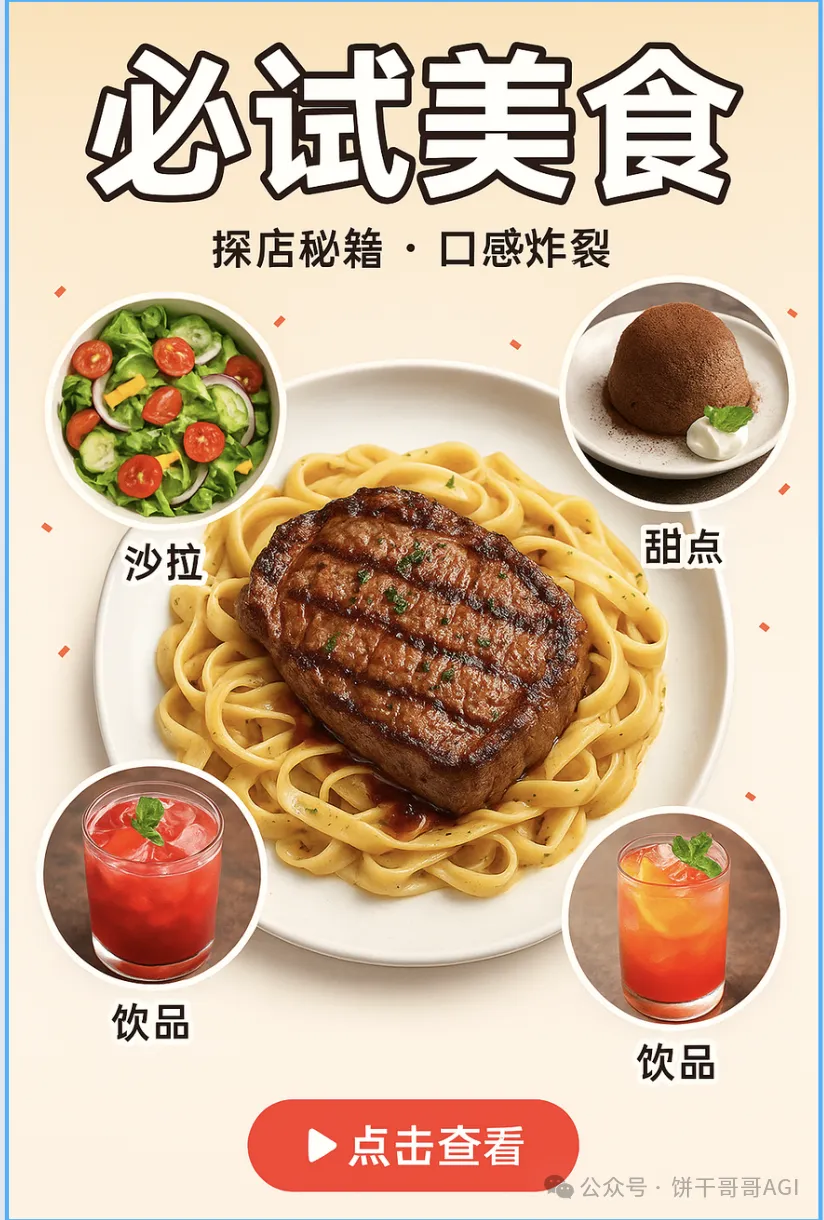 必试美食
探店秘籍 · 口感炸裂
沙拉
甜点
饮品
饮品
点击查看
公众号 · 饼干哥哥AGI